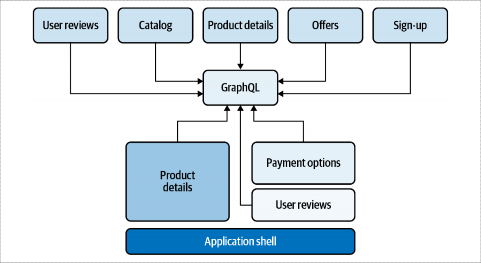 User reviews
Catalog
Product details
Offers
Sign-up
GraphQL
Product
details
Payment options
User reviews
Application shell